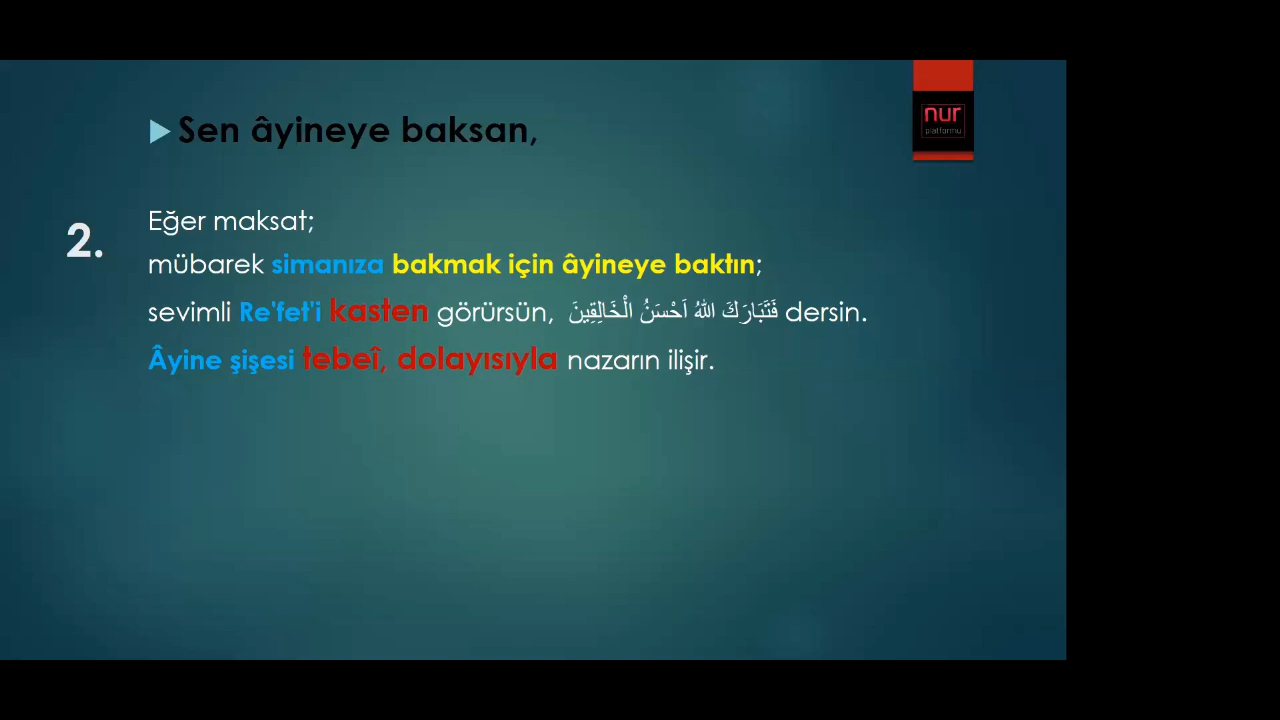 Sen âyineye baksan,
nur
platformu
2.
Eğer maksat;
mübarek simanıza bakmak için âyineye baktın;
sevimli Re'fet'i kasten görürsün, فَتَبَارَكَ اللهُ اَحْسَنُ الْخَالِقِينَ dersin.
Âyine şişesi tebeî, dolayısıyla nazarın ilişir.